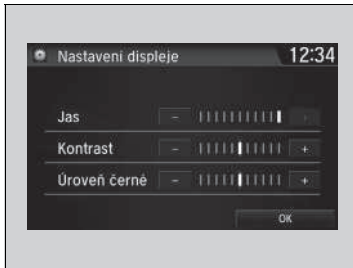 Nastavení displeje 12:34
Jas
Kontrast
Úroveň černé
OK